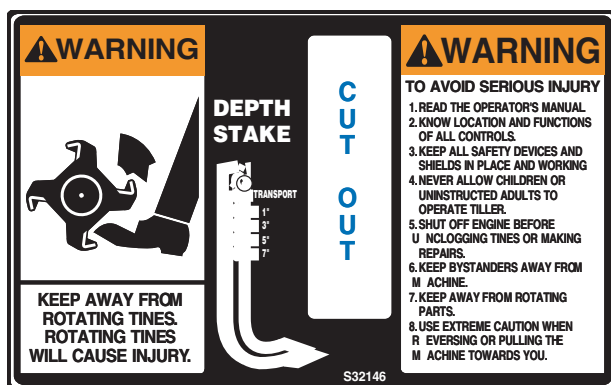 WARNING
KEEP AWAY FROM
ROTATING TINES.
ROTATING TINES
WILL CAUSE INJURY.
DEPTH
STAKE
TRANSPORT
1"
3"
5"
7"
CUT OUT
S32146
WARNING
TO AVOID SERIOUS INJURY
1. READ THE OPERATOR'S MANUAL
2. KNOW LOCATION AND FUNCTIONS
OF ALL CONTROLS.
3. KEEP ALL SAFETY DEVICES AND
SHIELDS IN PLACE AND WORKING
4. NEVER ALLOW CHILDREN OR
UNINSTRUCTED ADULTS TO
OPERATE TILLER.
5. SHUT OFF ENGINE BEFORE
U NCLOGGING TINES OR MAKING
REPAIRS.
6. KEEP BYSTANDERS AWAY FROM
M ACHINE.
7. KEEP AWAY FROM ROTATING
PARTS.
8. USE EXTREME CAUTION WHEN
R EVERSING OR PULLING THE
M ACHINE TOWARDS YOU.